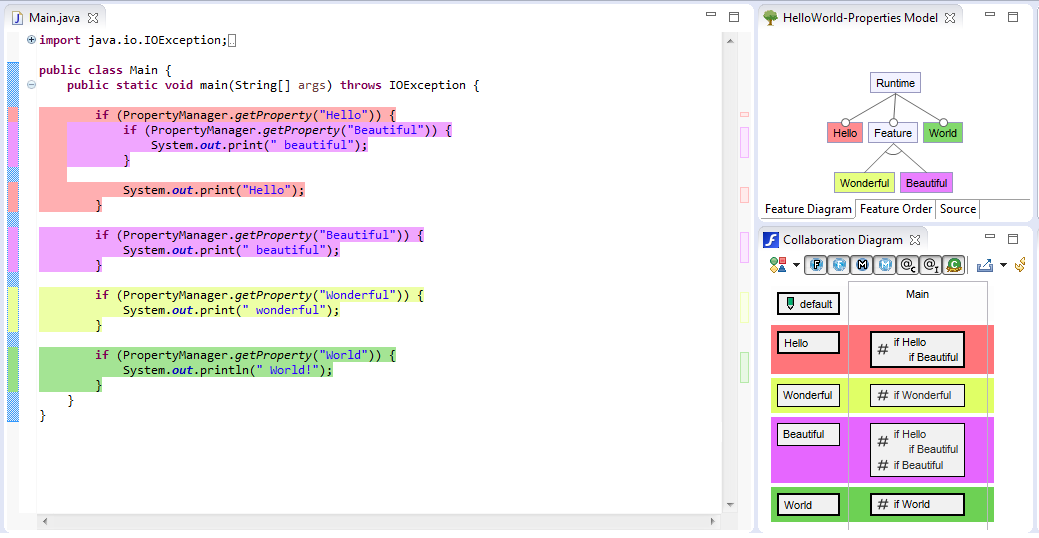 Main.java
import java.io.IOException;
public class Main {
public static void main(String[] args) throws IOException {
if (PropertyManager.getProperty("Hello")) {
if (PropertyManager.getProperty("Beautiful")) {
System.out.print(" beautiful");
}
System.out.print("Hello");
}
if (PropertyManager.getProperty("Beautiful")) {
System.out.print(" beautiful");
}
if (PropertyManager.getProperty("Wonderful")) {
System.out.print(" wonderful");
}
if (PropertyManager.getProperty("World")) {
System.out.println(" World!");
}
}
}
HelloWorld-Properties Model
Runtime
Hello Feature World
Wonderful Beautiful
Feature Diagram Feature Order Source
Collaboration Diagram
F F M M @C @I C
default Main
Hello # if Hello
if Beautiful
Wonderful # if Wonderful
Beautiful # if Hello
if Beautiful
# if Beautiful
World # if World